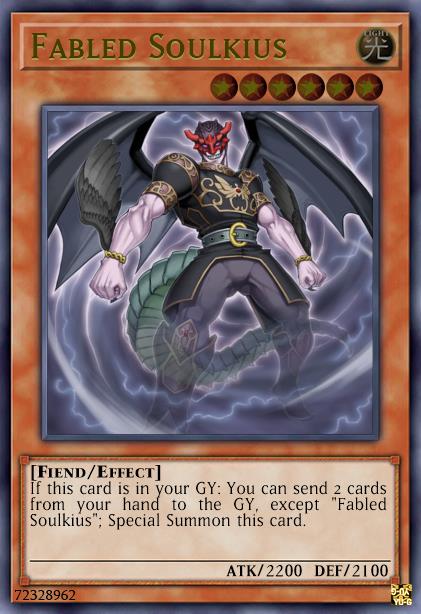 Fabled Soulkius
LIGHT
光
[Fiend/Effect]
If this card is in your GY: You can send 2 cards
from your hand to the GY, except "Fabled
Soulkius"; Special Summon this card.
ATK/2200 DEF/2100
72328962